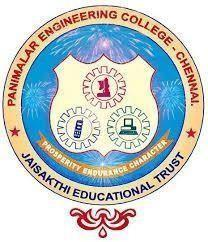 PANIMALAR ENGINEERING COLLEGE - CHENNAI.
PROSPERITY ENDURANCE CHARACTER
JAISAKTHI EDUCATIONAL TRUST